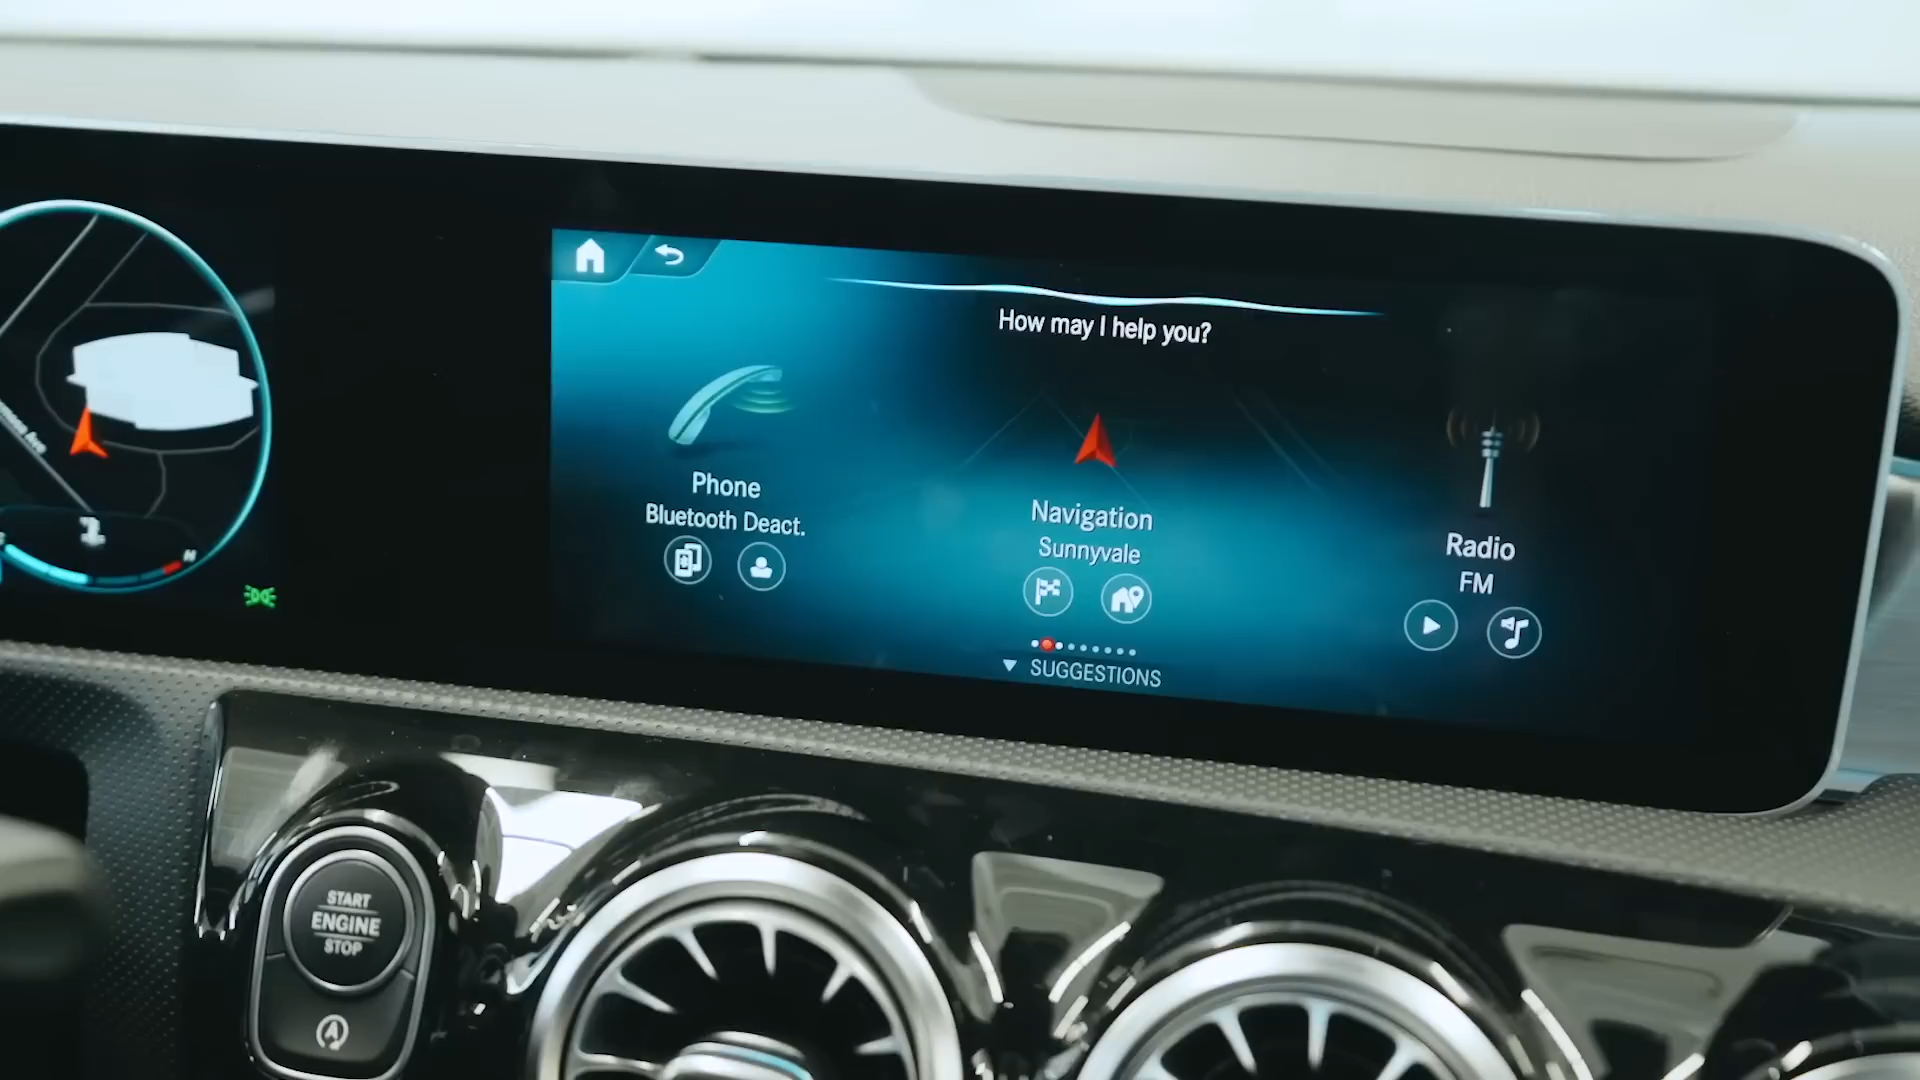 How may I help you?
Phone
Bluetooth Deact.
Navigation
Sunnyvale
Radio
FM
SUGGESTIONS
H
START
ENGINE
STOP
A